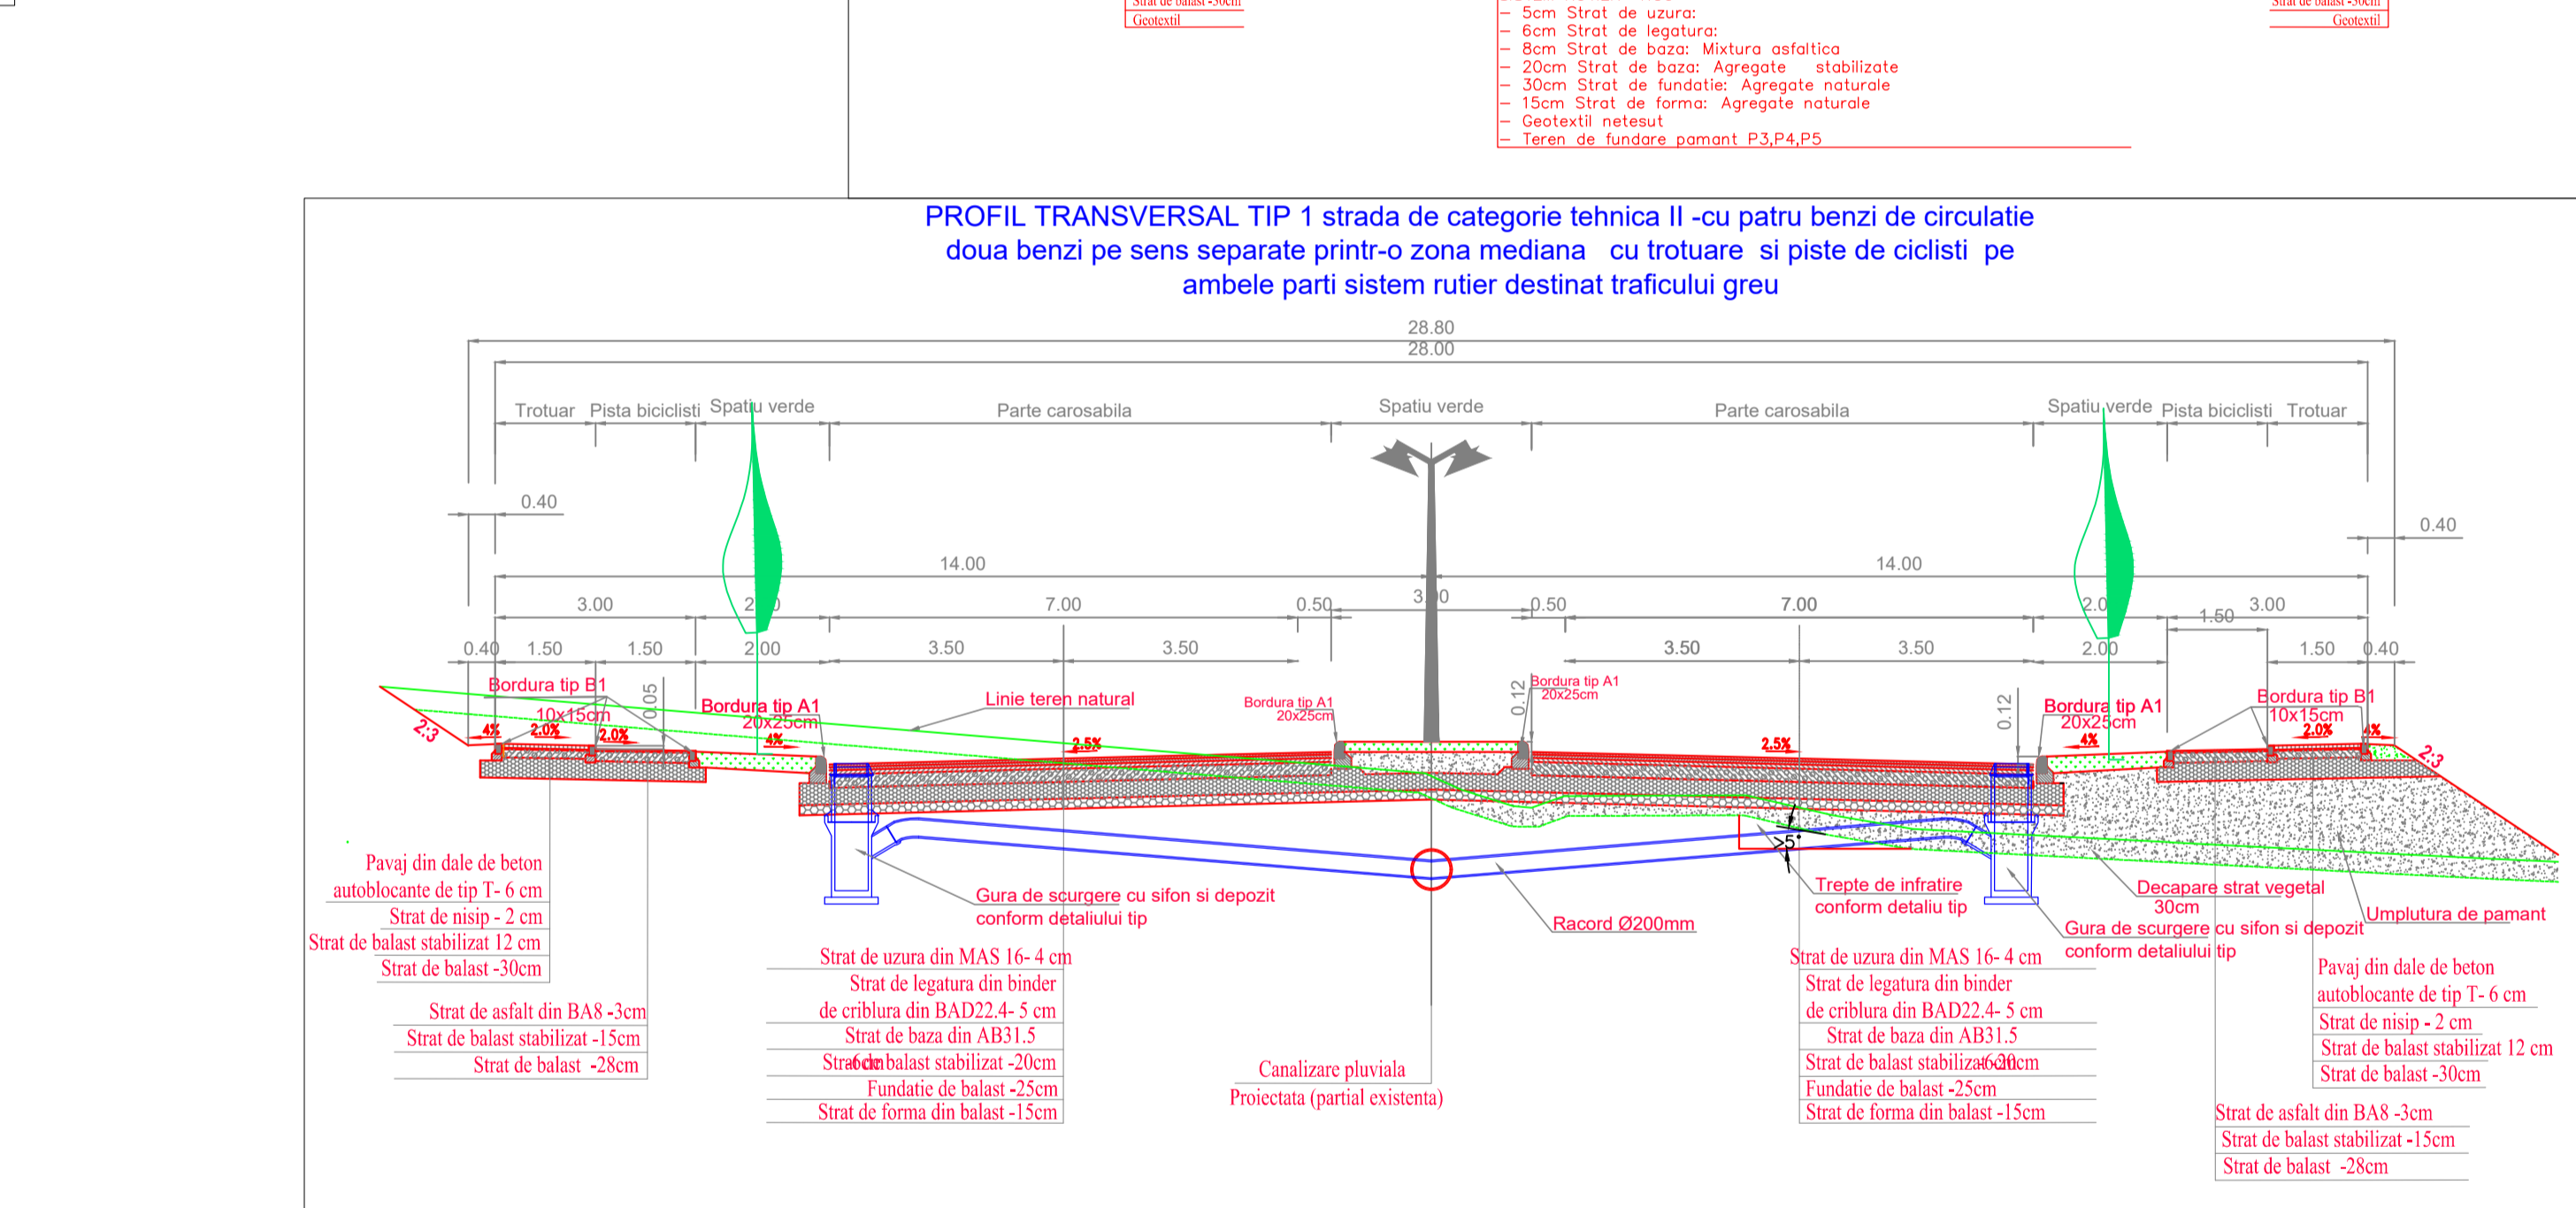 Geotextil
- 5cm Strat de uzura:
- 6cm Strat de legatura:
- 8cm Strat de baza: Mixtura asfaltica
- 20cm Strat de baza: Agregate stabilizate
- 30cm Strat de fundatie: Agregate naturale
- 15cm Strat de forma: Agregate naturale
- Geotextil netesut
- Teren de fundare pamant P3,P4,P5
Strat de balast -30cm
Geotextil
PROFIL TRANSVERSAL TIP 1 strada de categorie tehnica II -cu patru benzi de circulatie
doua benzi pe sens separate printr-o zona mediana cu trotuare si piste de ciclisti pe
ambele parti sistem rutier destinat traficului greu
28.80
28.00
Trotuar Pista biciclisti Spatiu verde Parte carosabila Spatiu verde Parte carosabila Spatiu verde Pista biciclisti Trotuar
0.40
0.40
14.00 14.00
3.00 2.00 7.00 0.50 3.00 0.50 7.00 2.00 3.00
1.50
0.40 1.50 1.50 2.00 3.50 3.50 3.50 3.50 2.00 1.50 0.40
Bordura tip B1
10x15cm
0.05
Bordura tip A1
20x25cm
Linie teren natural
Bordura tip A1
20x25cm
0.12
Bordura tip A1
20x25cm
0.12
Bordura tip A1
20x25cm
Bordura tip B1
10x15cm
2:3 4% 2.0% 2.0% 4% 2.5% 2.5% 4% 2.0% 4% 2:3
>5°
Pavaj din dale de beton
autoblocante de tip T- 6 cm
Strat de nisip - 2 cm
Strat de balast stabilizat 12 cm
Strat de balast -30cm
Strat de asfalt din BA8 -3cm
Strat de balast stabilizat -15cm
Strat de balast -28cm
Gura de scurgere cu sifon si depozit
conform detaliului tip
Strat de uzura din MAS 16- 4 cm
Strat de legatura din binder
de criblura din BAD22.4- 5 cm
Strat de baza din AB31.5
-6cm
Strat de balast stabilizat -20cm
Fundatie de balast -25cm
Strat de forma din balast -15cm
Canalizare pluviala
Proiectata (partial existenta)
Racord Ø200mm
Trepte de infratire
conform detaliu tip
Decapare strat vegetal
30cm
Umplutura de pamant
Gura de scurgere cu sifon si depozit
conform detaliului tip
Strat de uzura din MAS 16- 4 cm
Strat de legatura din binder
de criblura din BAD22.4- 5 cm
Strat de baza din AB31.5
-6cm
Strat de balast stabilizat -20cm
Fundatie de balast -25cm
Strat de forma din balast -15cm
Pavaj din dale de beton
autoblocante de tip T- 6 cm
Strat de nisip - 2 cm
Strat de balast stabilizat 12 cm
Strat de balast -30cm
Strat de asfalt din BA8 -3cm
Strat de balast stabilizat -15cm
Strat de balast -28cm